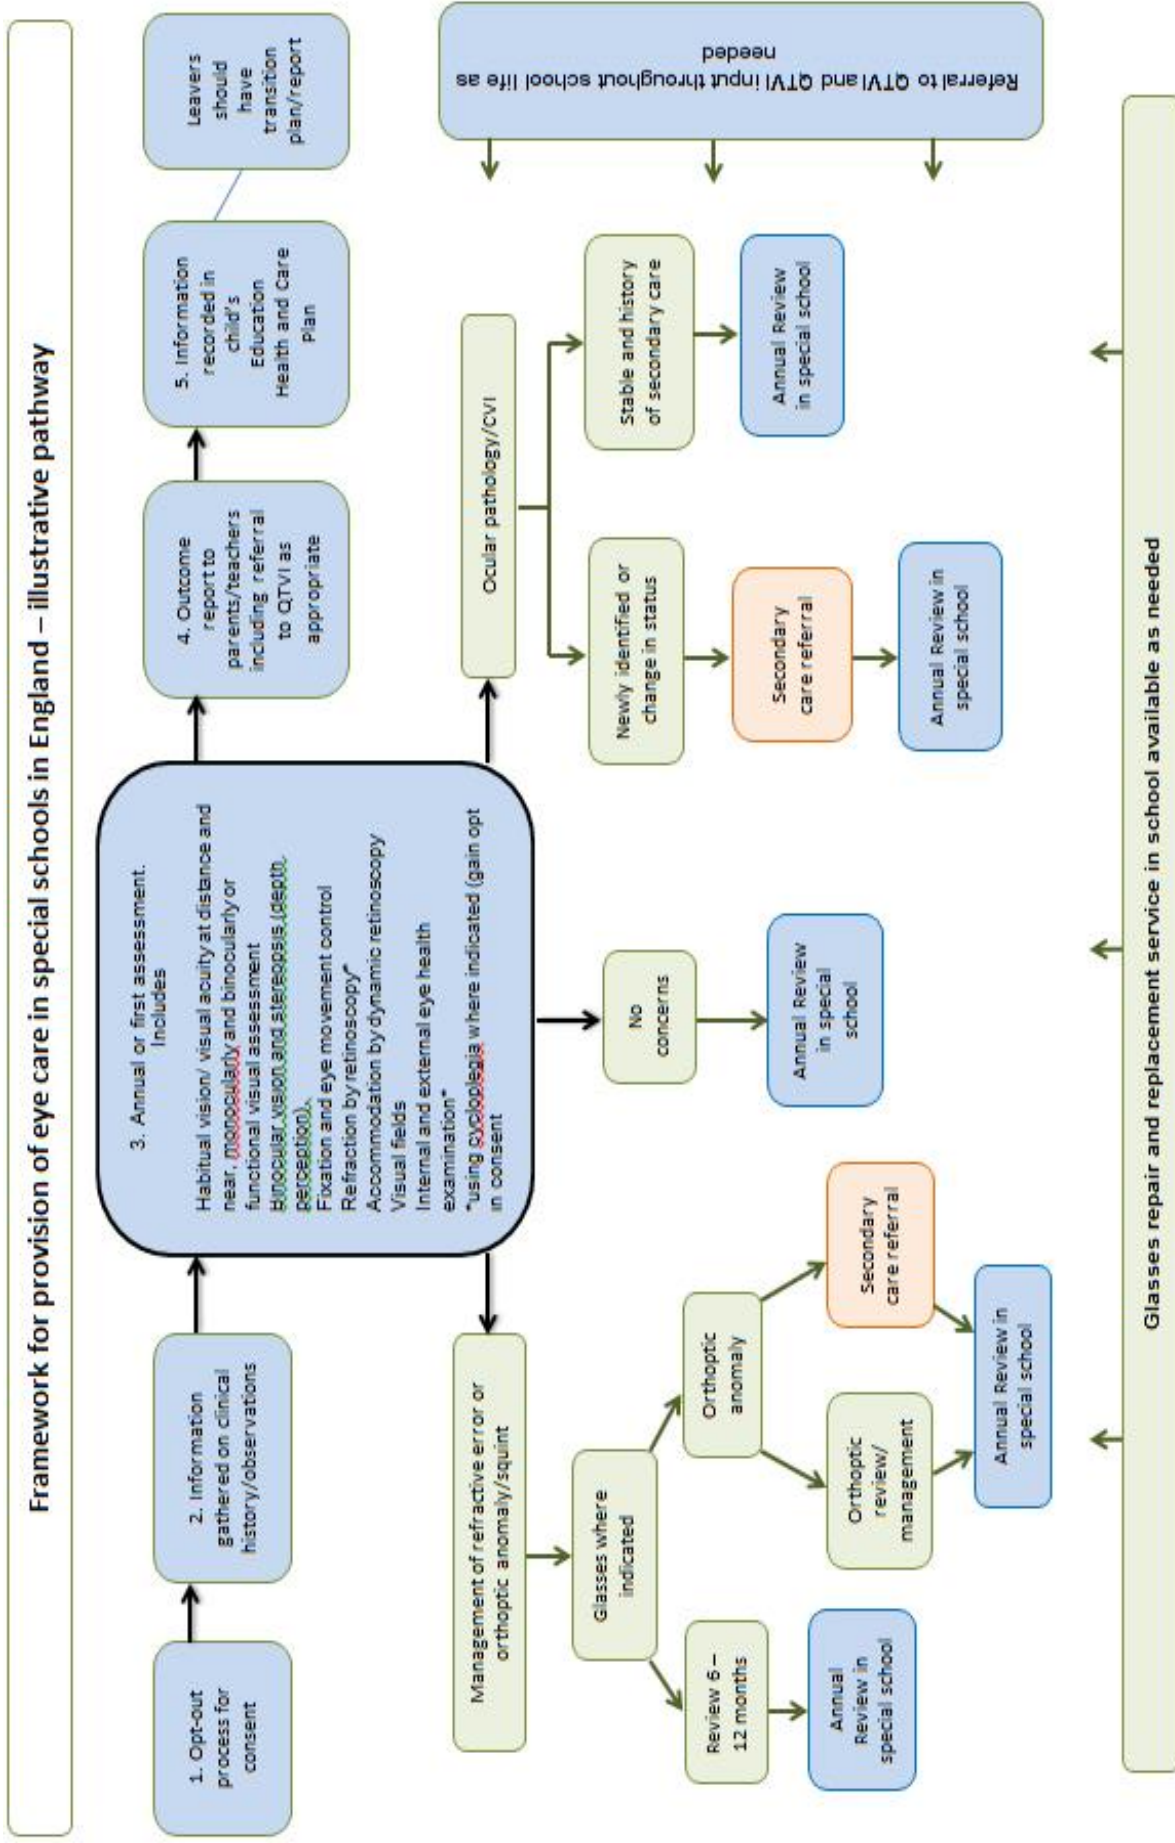 Framework for provision of eye care in special schools in England – illustrative pathway
1. Opt-out
process for
consent
2. Information
gathered on clinical
history/observations
3. Annual or first assessment.
Includes
Habitual vision/ visual acuity at distance and
near, monocularly and binocularly or
functional visual assessment
Binocular vision and stereopsis (depth
perception).
Fixation and eye movement control
Refraction by retinoscopy*
Accommodation by dynamic retinoscopy
Visual fields
Internal and external eye health
examination*
*using cycloplegia where indicated (gain opt
in consent
4. Outcome
report to
parents/teachers
including referral
to QTVI as
appropriate
5. Information
recorded in
child's
Education
Health and Care
Plan
Leavers
should
have
transition
plan/report
Management of refractive error or
orthoptic anomaly/squint
Glasses where
indicated
Review 6 –
12 months
Annual
Review in
special school
Orthoptic
anomaly
Orthoptic
review/
management
Secondary
care referral
Annual Review in
special school
No
concerns
Annual Review
in special
school
Ocular pathology/CVI
Newly identified or
change in status
Secondary
care referral
Annual Review in
special school
Stable and history
of secondary care
Annual Review
in special school
Referral to QTVI and QTVI input throughout school life as
needed
Glasses repair and replacement service in school available as needed